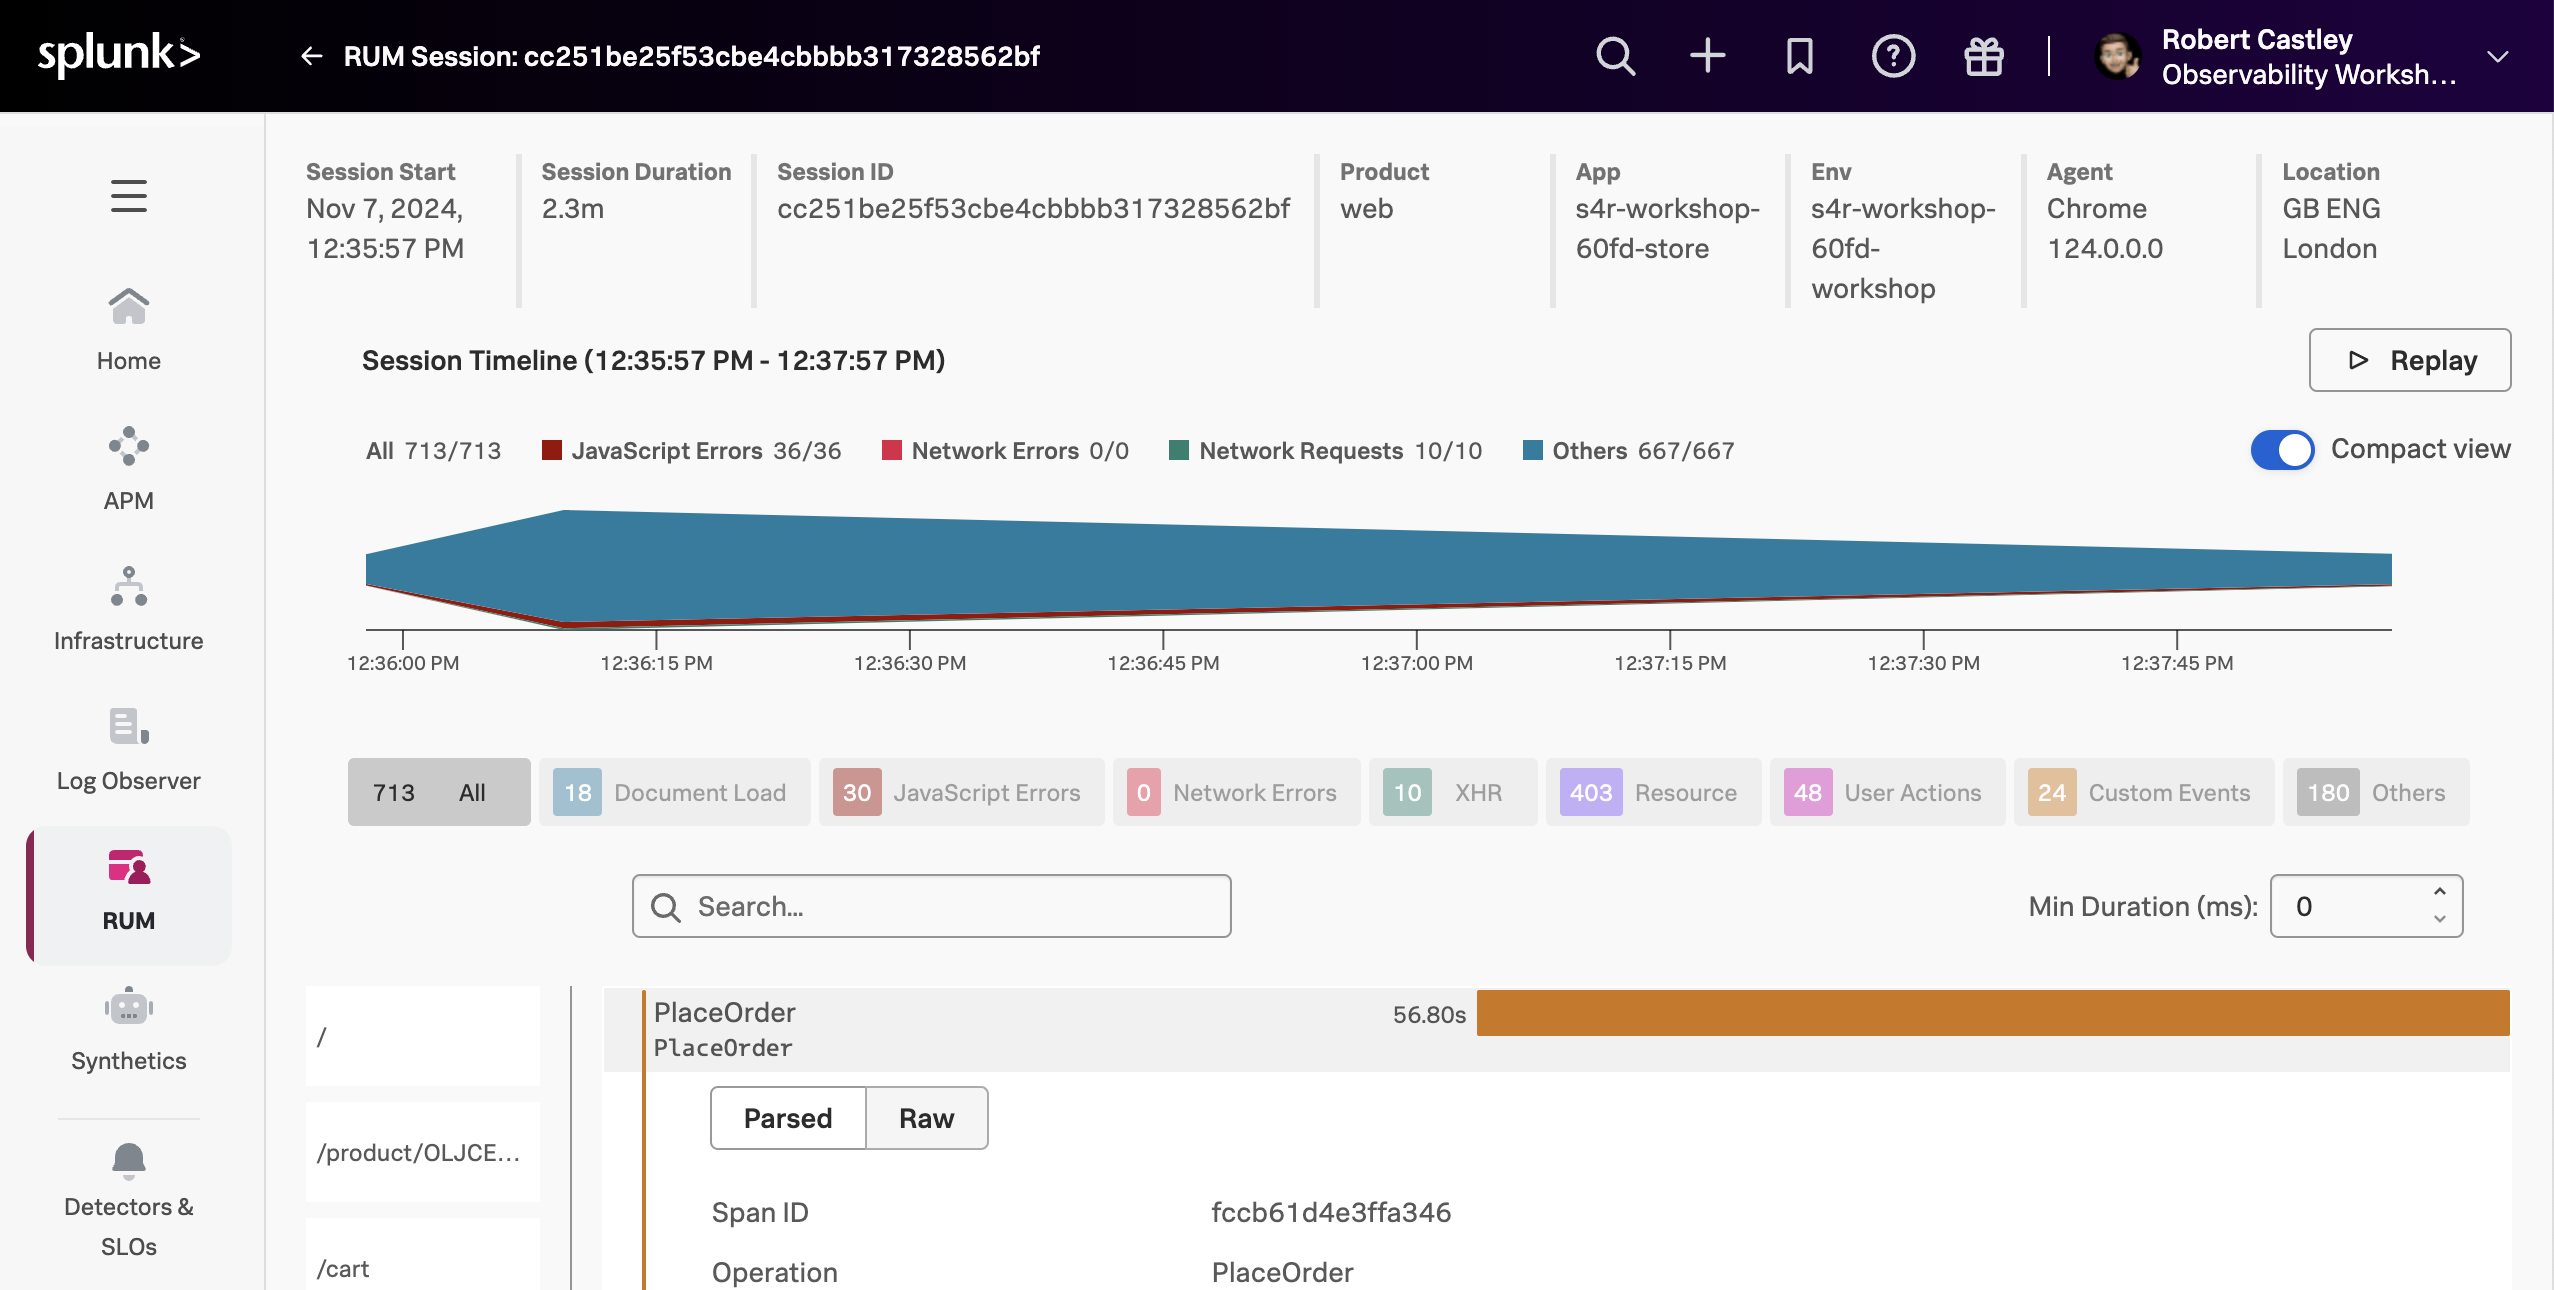 splunk>
RUM Session: cc251be25f53cbe4cbbbb317328562bf
Robert Castley
Observability Worksh...
Home
APM
Infrastructure
Log Observer
RUM
Synthetics
Detectors &
SLOs
Session Start
Nov 7, 2024,
12:35:57 PM
Session Duration
2.3m
Session ID
cc251be25f53cbe4cbbbb317328562bf
Product
web
App
s4r-workshop-
60fd-store
Env
s4r-workshop-
60fd-
workshop
Agent
Chrome
124.0.0.0
Location
GB ENG
London
Session Timeline (12:35:57 PM - 12:37:57 PM)
Replay
All 713/713 JavaScript Errors 36/36 Network Errors 0/0 Network Requests 10/10 Others 667/667
Compact view
12:36:00 PM 12:36:15 PM 12:36:30 PM 12:36:45 PM 12:37:00 PM 12:37:15 PM 12:37:30 PM 12:37:45 PM
713 All 18 Document Load 30 JavaScript Errors 0 Network Errors 10 XHR 403 Resource 48 User Actions 24 Custom Events 180 Others
Search...
Min Duration (ms): 0
/
/product/OLJCE...
/cart
PlaceOrder
PlaceOrder
56.80s
Parsed Raw
Span ID fccb61d4e3ffa346
Operation PlaceOrder